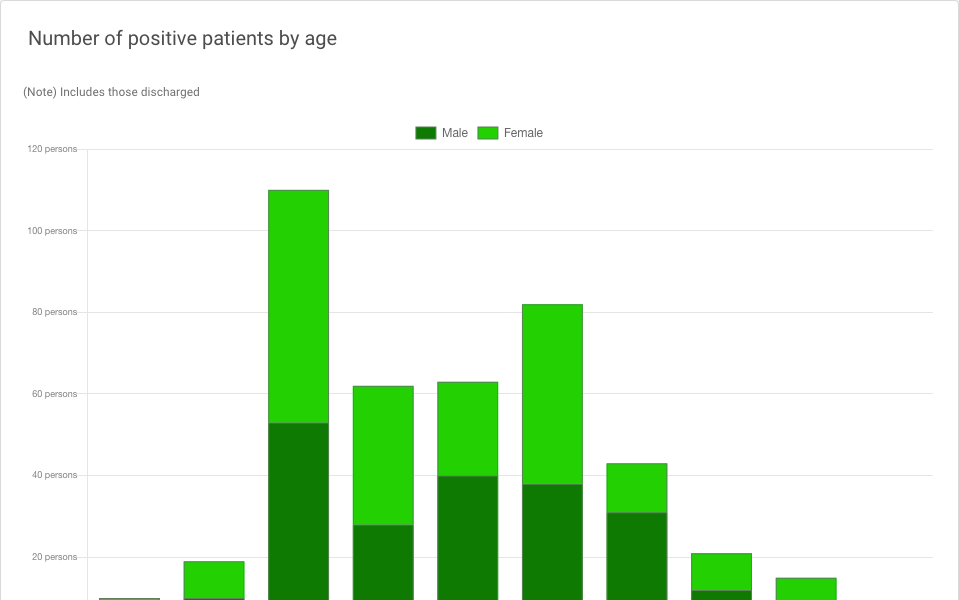 Number of positive patients by age
(Note) Includes those discharged
Male Female
120 persons
100 persons
80 persons
60 persons
40 persons
20 persons